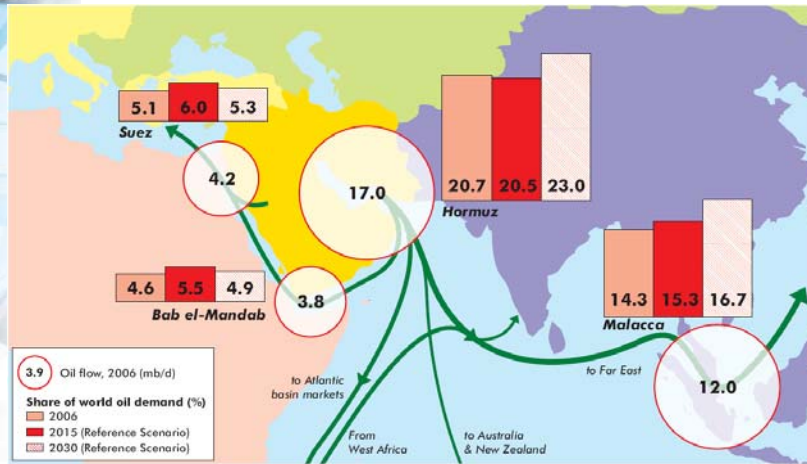 5.1 6.0 5.3
Suez
4.2
17.0
20.7 20.5 23.0
Hormuz
4.6 5.5 4.9
Bab el-Mandab
3.8
14.3 15.3 16.7
Malacca
12.0
to Atlantic
basin markets
From
West Africa
to Australia
& New Zealand
to Far East
3.9 Oil flow, 2006 (mb/d)
Share of world oil demand (%)
2006
2015 (Reference Scenario)
2030 (Reference Scenario)